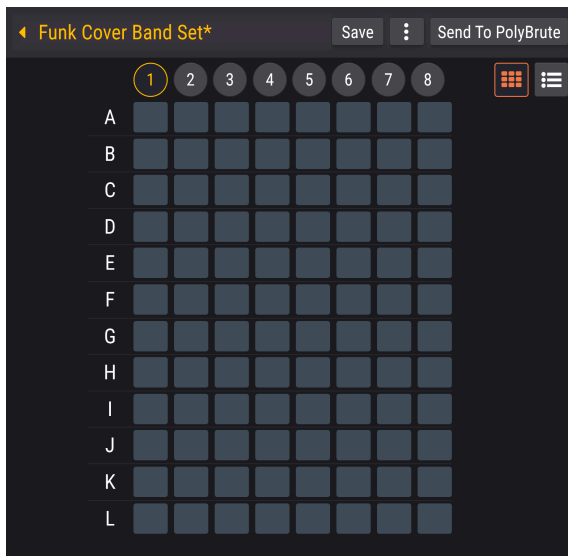 Funk Cover Band Set* Save Send To PolyBrute
1 2 3 4 5 6 7 8
A
B
C
D
E
F
G
H
I
J
K
L